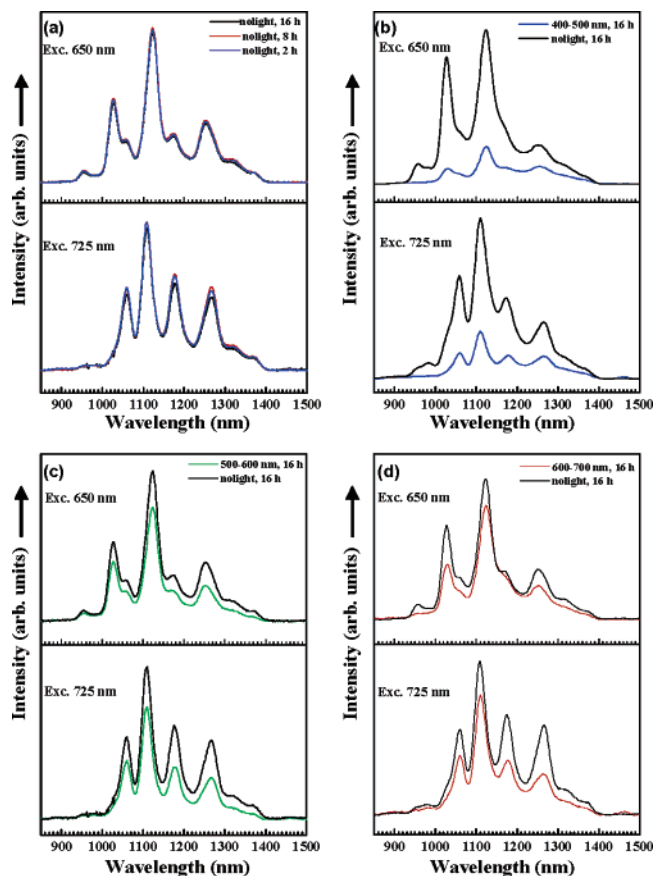 (a)
nolight, 16 h
nolight, 8 h
nolight, 2 h
Exc. 650 nm
Exc. 725 nm
Intensity (arb. units)
900 1000 1100 1200 1300 1400 1500
Wavelength (nm)
(b)
400-500 nm, 16 h
nolight, 16 h
Exc. 650 nm
Exc. 725 nm
Intensity (arb. units)
900 1000 1100 1200 1300 1400 1500
Wavelength (nm)
(c)
500-600 nm, 16 h
nolight, 16 h
Exc. 650 nm
Exc. 725 nm
Intensity (arb. units)
900 1000 1100 1200 1300 1400 1500
Wavelength (nm)
(d)
600-700 nm, 16 h
nolight, 16 h
Exc. 650 nm
Exc. 725 nm
Intensity (arb. units)
900 1000 1100 1200 1300 1400 1500
Wavelength (nm)